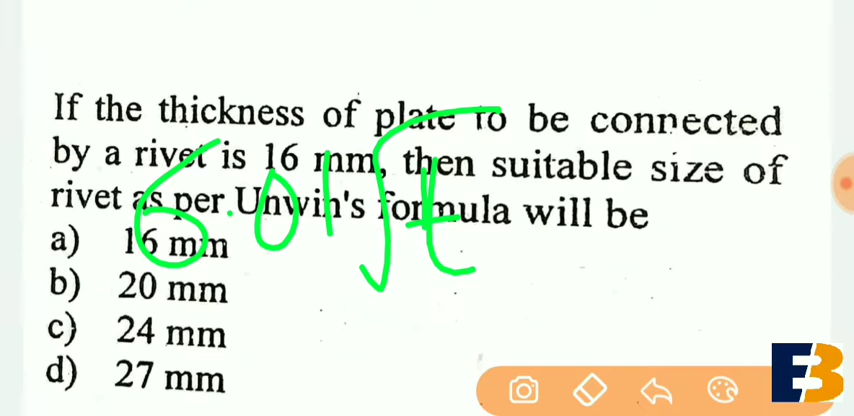 If the thickness of plate to be connected
by a rivet is 16 mm, then suitable size of
rivet as per Unwin's formula will be
6.01√t
a) 16 mm
b) 20 mm
c) 24 mm
d) 27 mm
EB